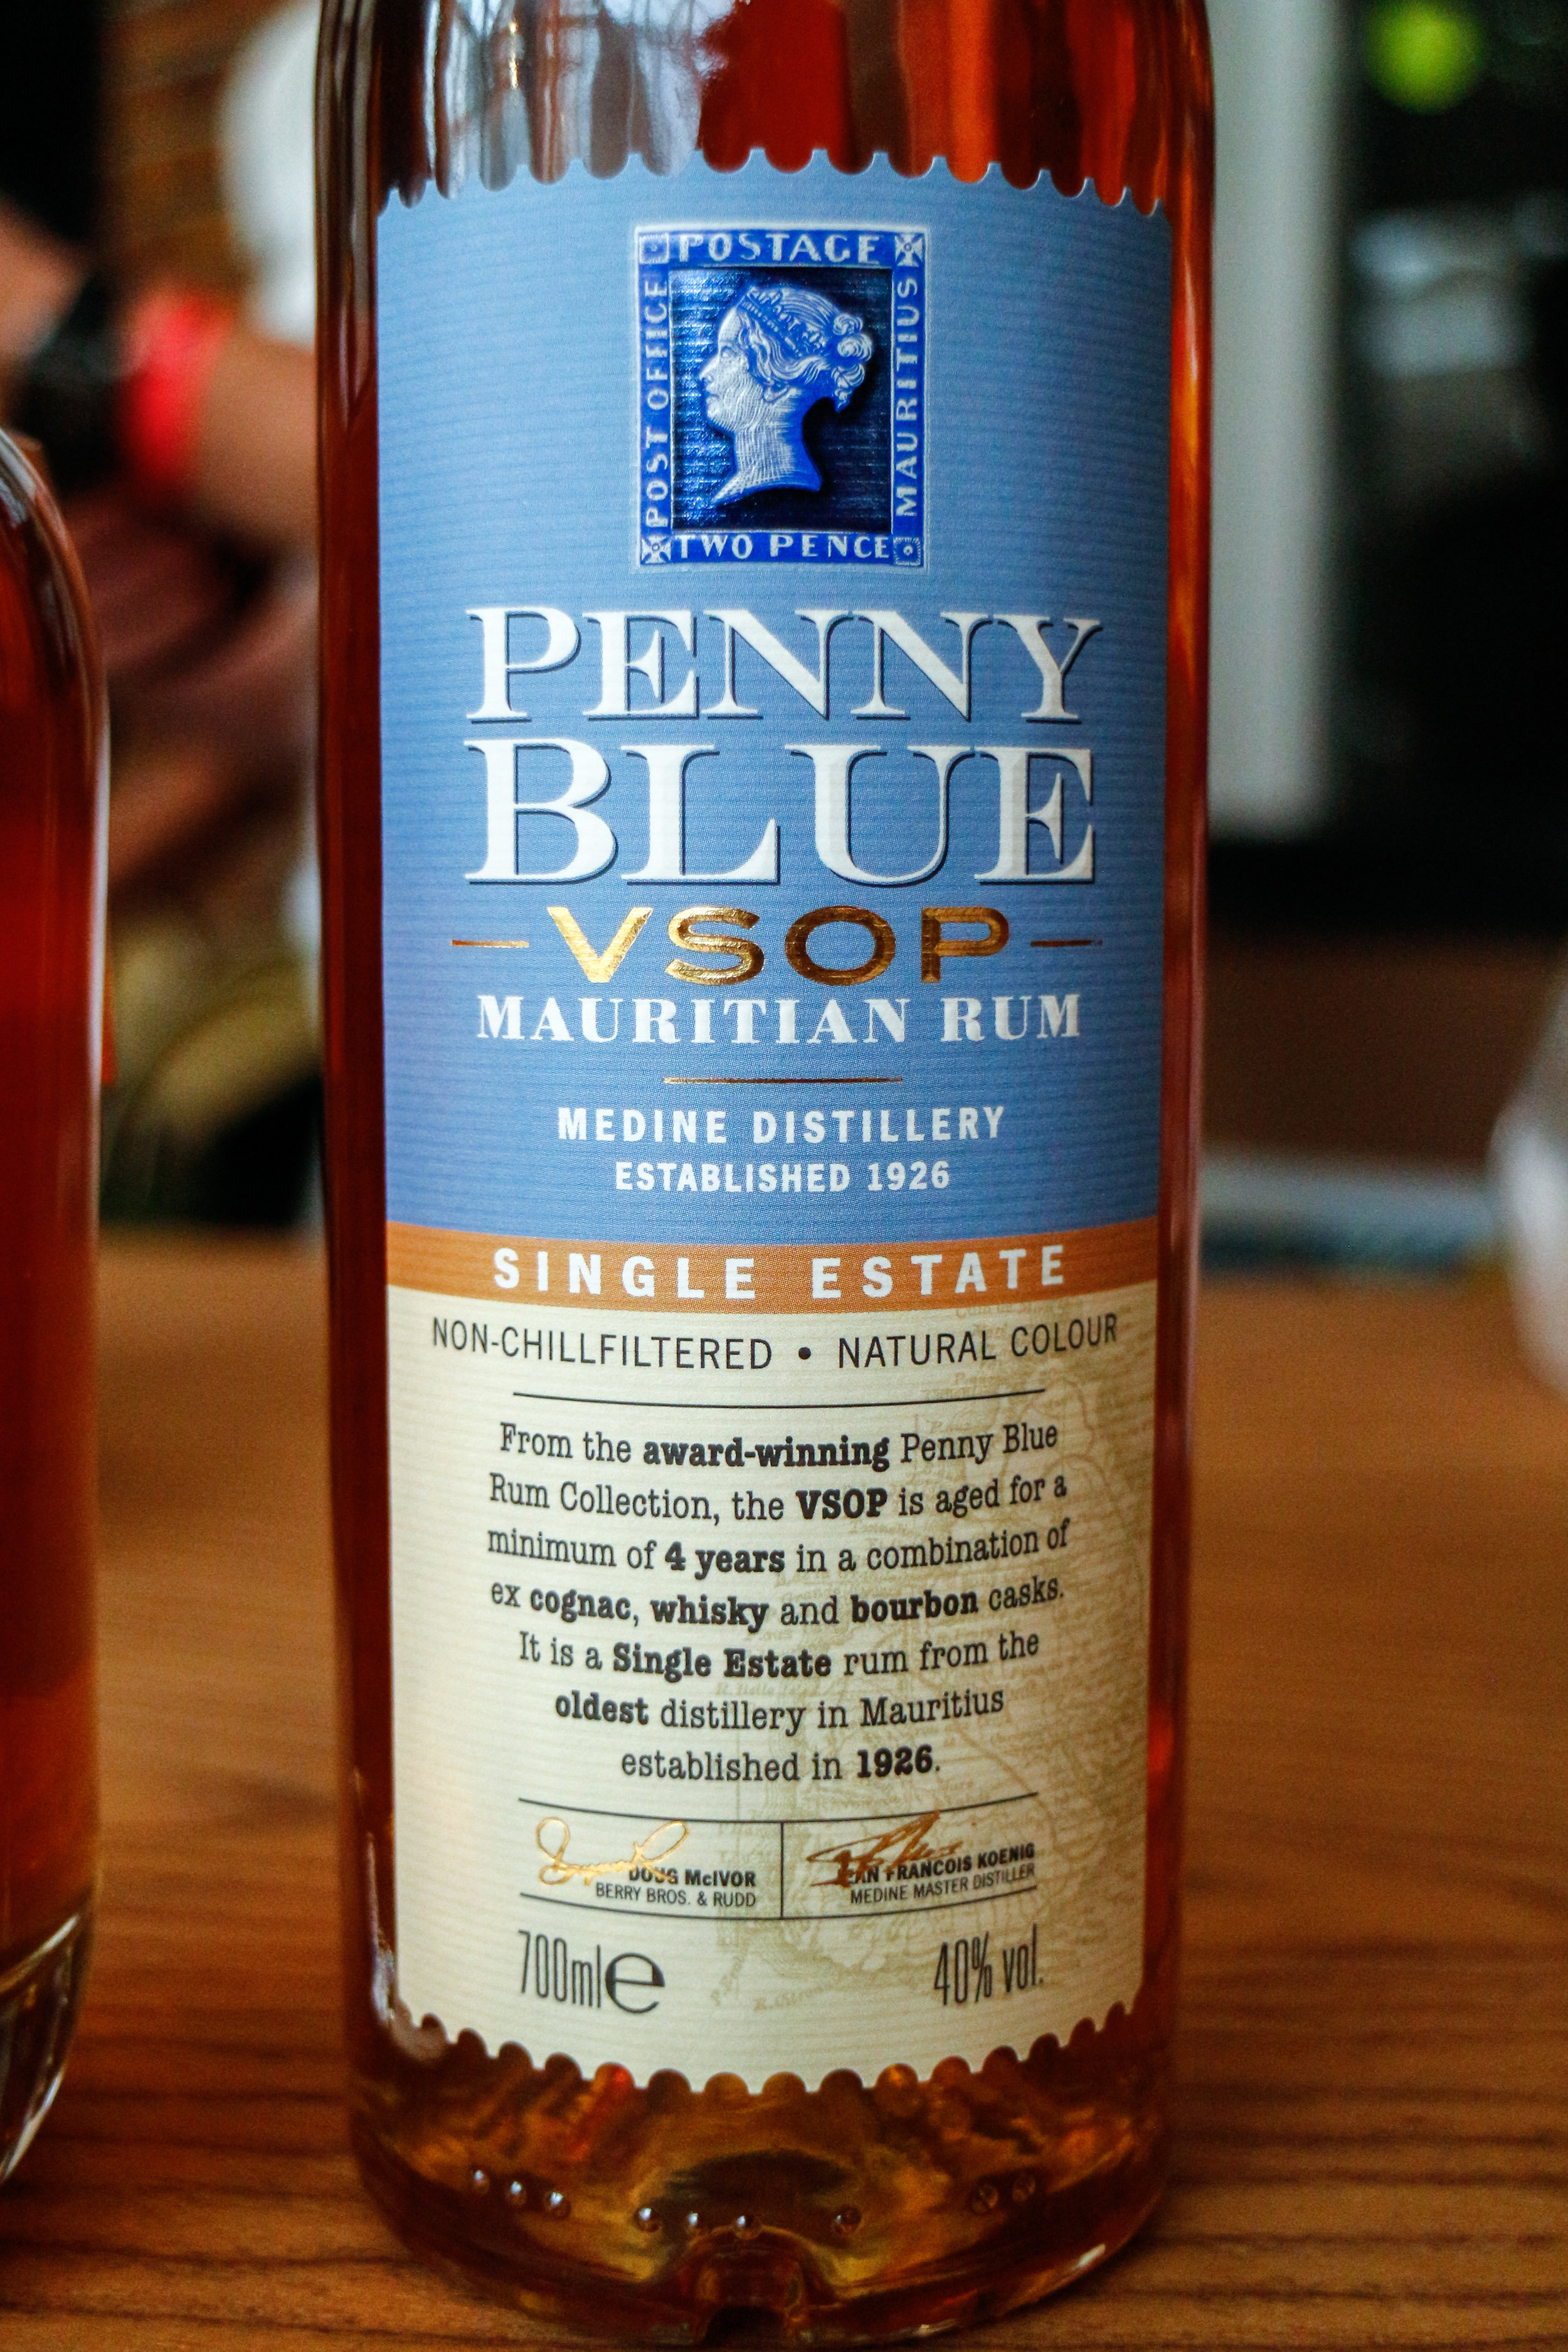 POSTAGE
POST OFFICE
MAURITIUS
TWO PENCE
PENNY
BLUE
VSOP
MAURITIAN RUM
MEDINE DISTILLERY
ESTABLISHED 1926
SINGLE ESTATE
NON-CHILLFILTERED • NATURAL COLOUR
From the award-winning Penny Blue
Rum Collection, the VSOP is aged for a
minimum of 4 years in a combination of
ex cognac, whisky and bourbon casks.
It is a Single Estate rum from the
oldest distillery in Mauritius
established in 1926.
DOUG McIVOR
BERRY BROS. & RUDD
FRANCOIS KOENIG
MEDINE MASTER DISTILLER
700ml e
40% vol.